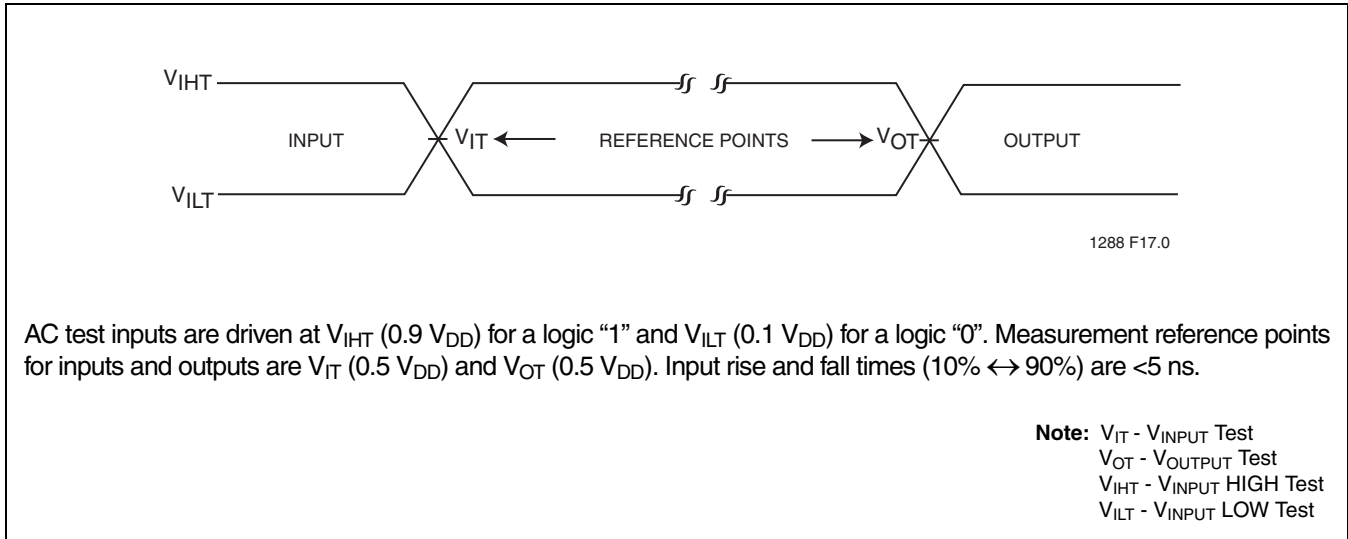 VIHT
INPUT VIT REFERENCE POINTS VOT OUTPUT
VILT
1288 F17.0
AC test inputs are driven at VIHT (0.9 VDD) for a logic “1” and VILT (0.1 VDD) for a logic “0”. Measurement reference points
for inputs and outputs are VIT (0.5 VDD) and VOT (0.5 VDD). Input rise and fall times (10% ↔ 90%) are <5 ns.
Note: VIT - VINPUT Test
VOT - VOUTPUT Test
VIHT - VINPUT HIGH Test
VILT - VINPUT LOW Test